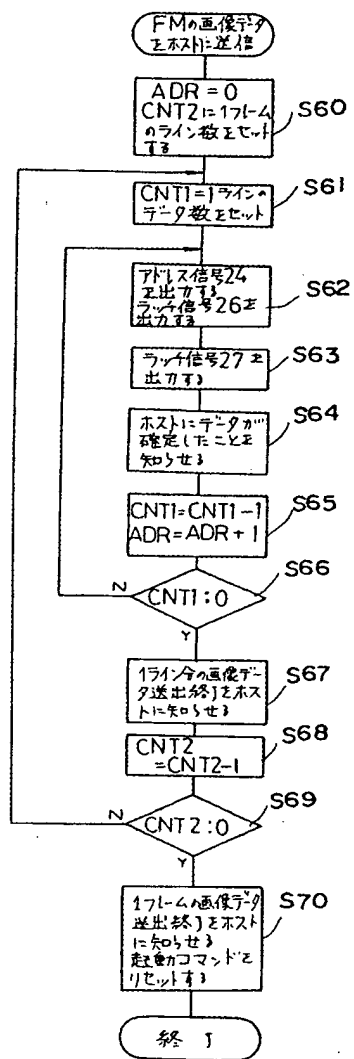 FMの画像データ
をホストに送信
ADR=0
CNT2に1フレーム
のライン数をセット
する
S60
CNT1=1ラインの
データ数をセット
S61
アドレス信号24
を出力する
ラッチ信号26を
出力する
S62
ラッチ信号27を
出力する
S63
ホストにデータが
確定したことを
知らせる
S64
CNT1=CNT1-1
ADR=ADR+1
S65
CNT1:0
S66
N
Y
1ライン分の画像デー
タ送出終了をホス
トに知らせる
S67
CNT2
=CNT2-1
S68
CNT2:0
S69
N
Y
1フレームの画像データ
送出終了をホスト
に知らせる
起動コマンドを
リセットする
S70
終了